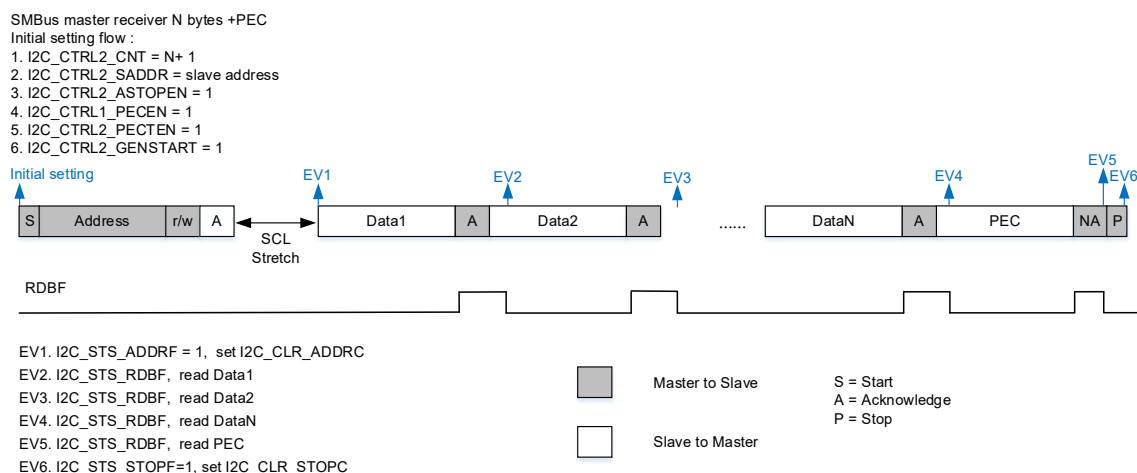 SMBus master receiver N bytes +PEC
Initial setting flow :
1. I2C_CTRL2_CNT = N+ 1
2. I2C_CTRL2_SADDR = slave address
3. I2C_CTRL2_ASTOPEN = 1
4. I2C_CTRL1_PECEN = 1
5. I2C_CTRL2_PECTEN = 1
6. I2C_CTRL2_GENSTART = 1
Initial setting EV1 EV2 EV3 EV4 EV5 EV6
S Address r/w A Data1 A Data2 A ...... DataN A PEC NA P
SCL
Stretch
RDBF
EV1. I2C_STS_ADDRF = 1, set I2C_CLR_ADDRC
EV2. I2C_STS_RDBF, read Data1
EV3. I2C_STS_RDBF, read Data2
EV4. I2C_STS_RDBF, read DataN
EV5. I2C_STS_RDBF, read PEC
EV6. I2C_STS_STOPF=1, set I2C_CLR_STOPC
Master to Slave
Slave to Master
S = Start
A = Acknowledge
P = Stop